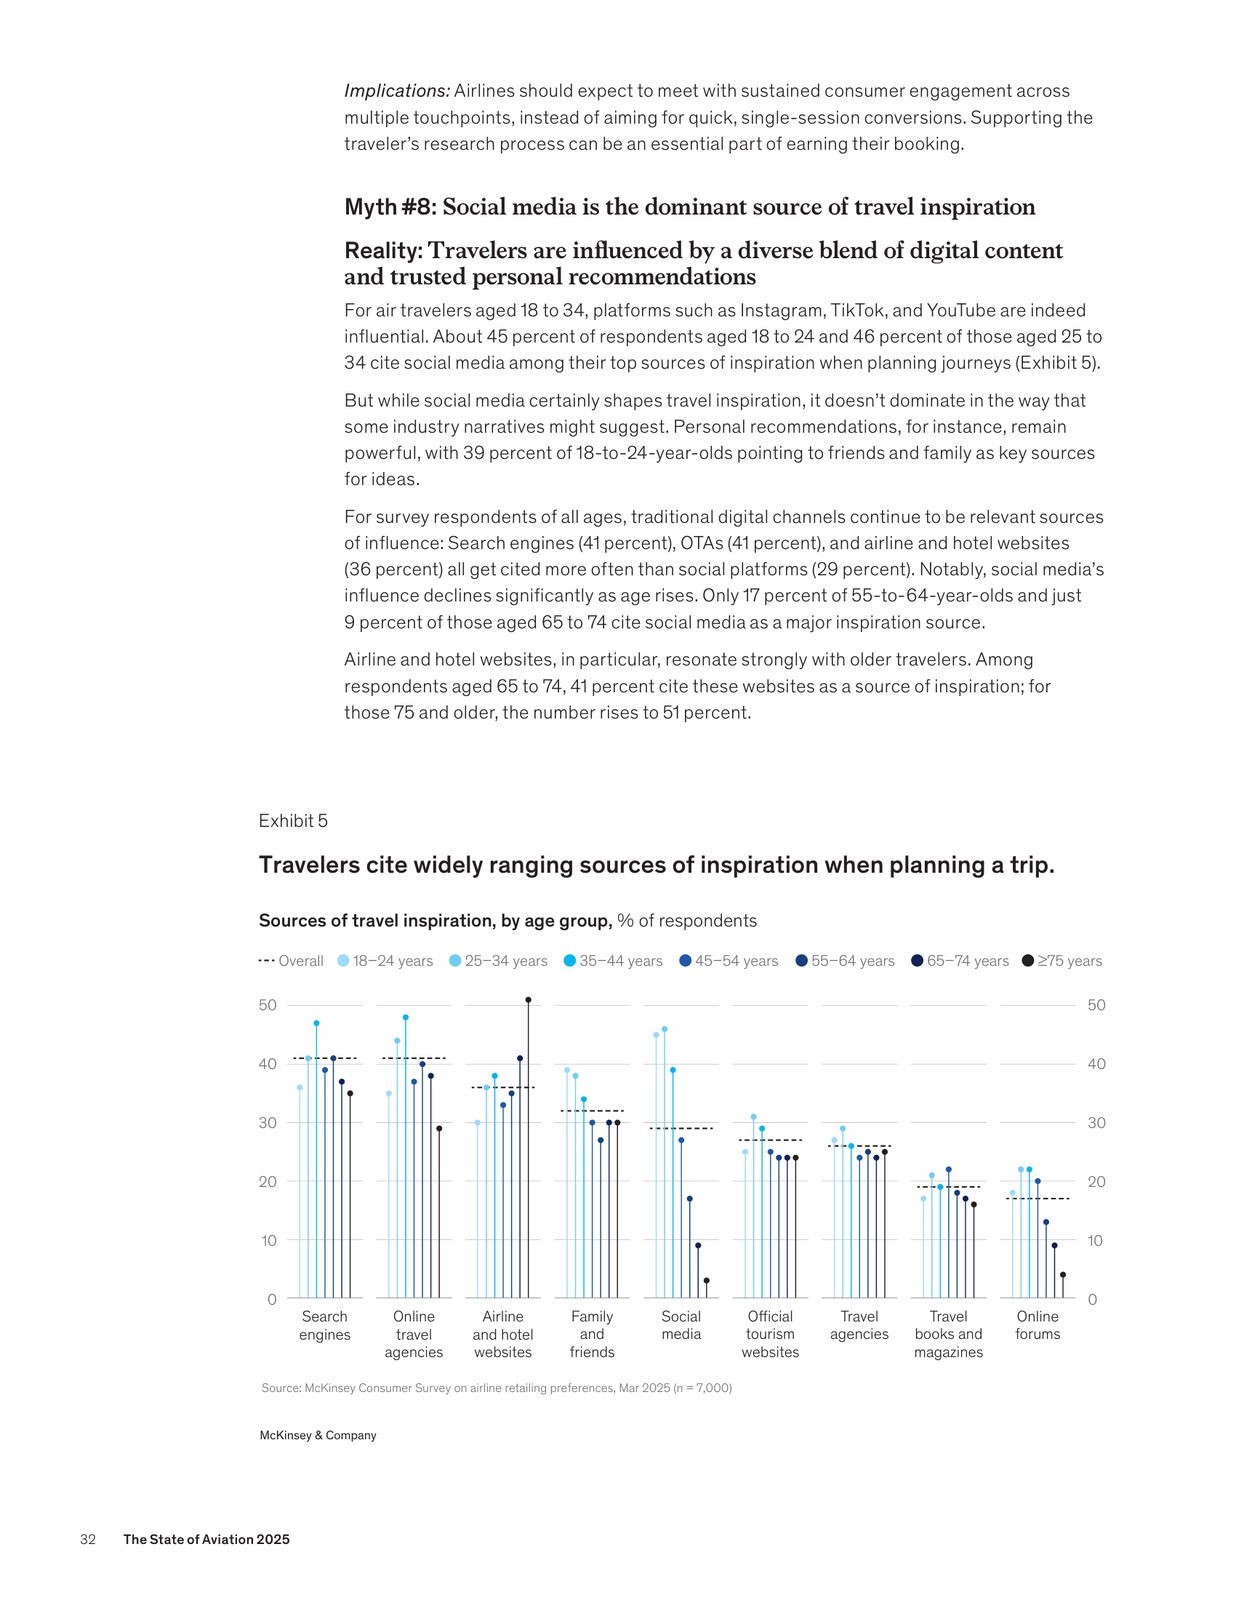 Implications: Airlines should expect to meet with sustained consumer engagement across
multiple touchpoints, instead of aiming for quick, single-session conversions. Supporting the
traveler’s research process can be an essential part of earning their booking.
Myth #8: Social media is the dominant source of travel inspiration
Reality: Travelers are influenced by a diverse blend of digital content
and trusted personal recommendations
For air travelers aged 18 to 34, platforms such as Instagram, TikTok, and YouTube are indeed
influential. About 45 percent of respondents aged 18 to 24 and 46 percent of those aged 25 to
34 cite social media among their top sources of inspiration when planning journeys (Exhibit 5).
But while social media certainly shapes travel inspiration, it doesn’t dominate in the way that
some industry narratives might suggest. Personal recommendations, for instance, remain
powerful, with 39 percent of 18-to-24-year-olds pointing to friends and family as key sources
for ideas.
For survey respondents of all ages, traditional digital channels continue to be relevant sources
of influence: Search engines (41 percent), OTAs (41 percent), and airline and hotel websites
(36 percent) all get cited more often than social platforms (29 percent). Notably, social media’s
influence declines significantly as age rises. Only 17 percent of 55-to-64-year-olds and just
9 percent of those aged 65 to 74 cite social media as a major inspiration source.
Airline and hotel websites, in particular, resonate strongly with older travelers. Among
respondents aged 65 to 74, 41 percent cite these websites as a source of inspiration; for
those 75 and older, the number rises to 51 percent.
Exhibit 5
Travelers cite widely ranging sources of inspiration when planning a trip.
Sources of travel inspiration, by age group, % of respondents
Overall 18–24 years 25–34 years 35–44 years 45–54 years 55–64 years 65–74 years ≥75 years
50 50
40 40
30 30
20 20
10 10
0 0
Search engines
Online travel agencies
Airline and hotel websites
Family and friends
Social media
Official tourism websites
Travel agencies
Travel books and magazines
Online forums
Source: McKinsey Consumer Survey on airline retailing preferences, Mar 2025 (n = 7,000)
McKinsey & Company
32 The State of Aviation 2025